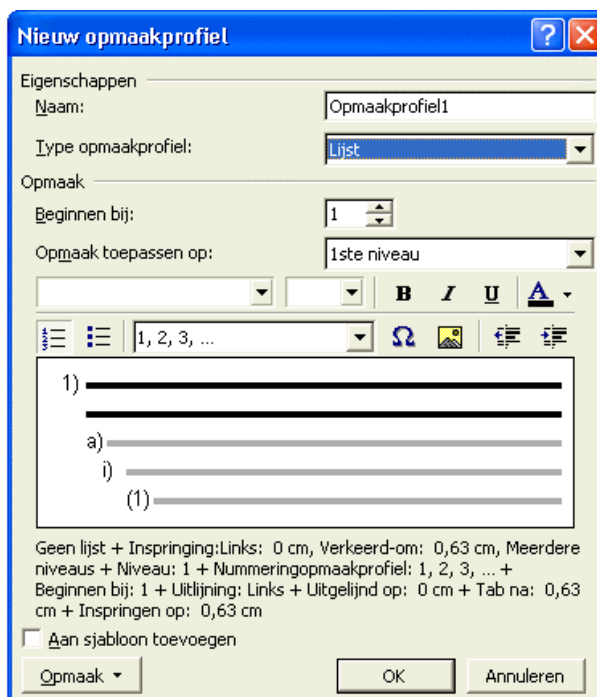 Nieuw opmaakprofiel
Eigenschappen
Naam: Opmaakprofiel1
Type opmaakprofiel: Lijst
Opmaak
Beginnen bij: 1
Opmaak toepassen op: 1ste niveau
B I U A
1, 2, 3, ... Ω
1)
a)
i)
(1)
Geen lijst + Inspringing:Links: 0 cm, Verkeerd-om: 0,63 cm, Meerdere
niveaus + Niveau: 1 + Nummeringopmaakprofiel: 1, 2, 3, ... +
Beginnen bij: 1 + Uitlijning: Links + Uitgelijnd op: 0 cm + Tab na: 0,63
cm + Inspringen op: 0,63 cm
Aan sjabloon toevoegen
Opmaak OK Annuleren